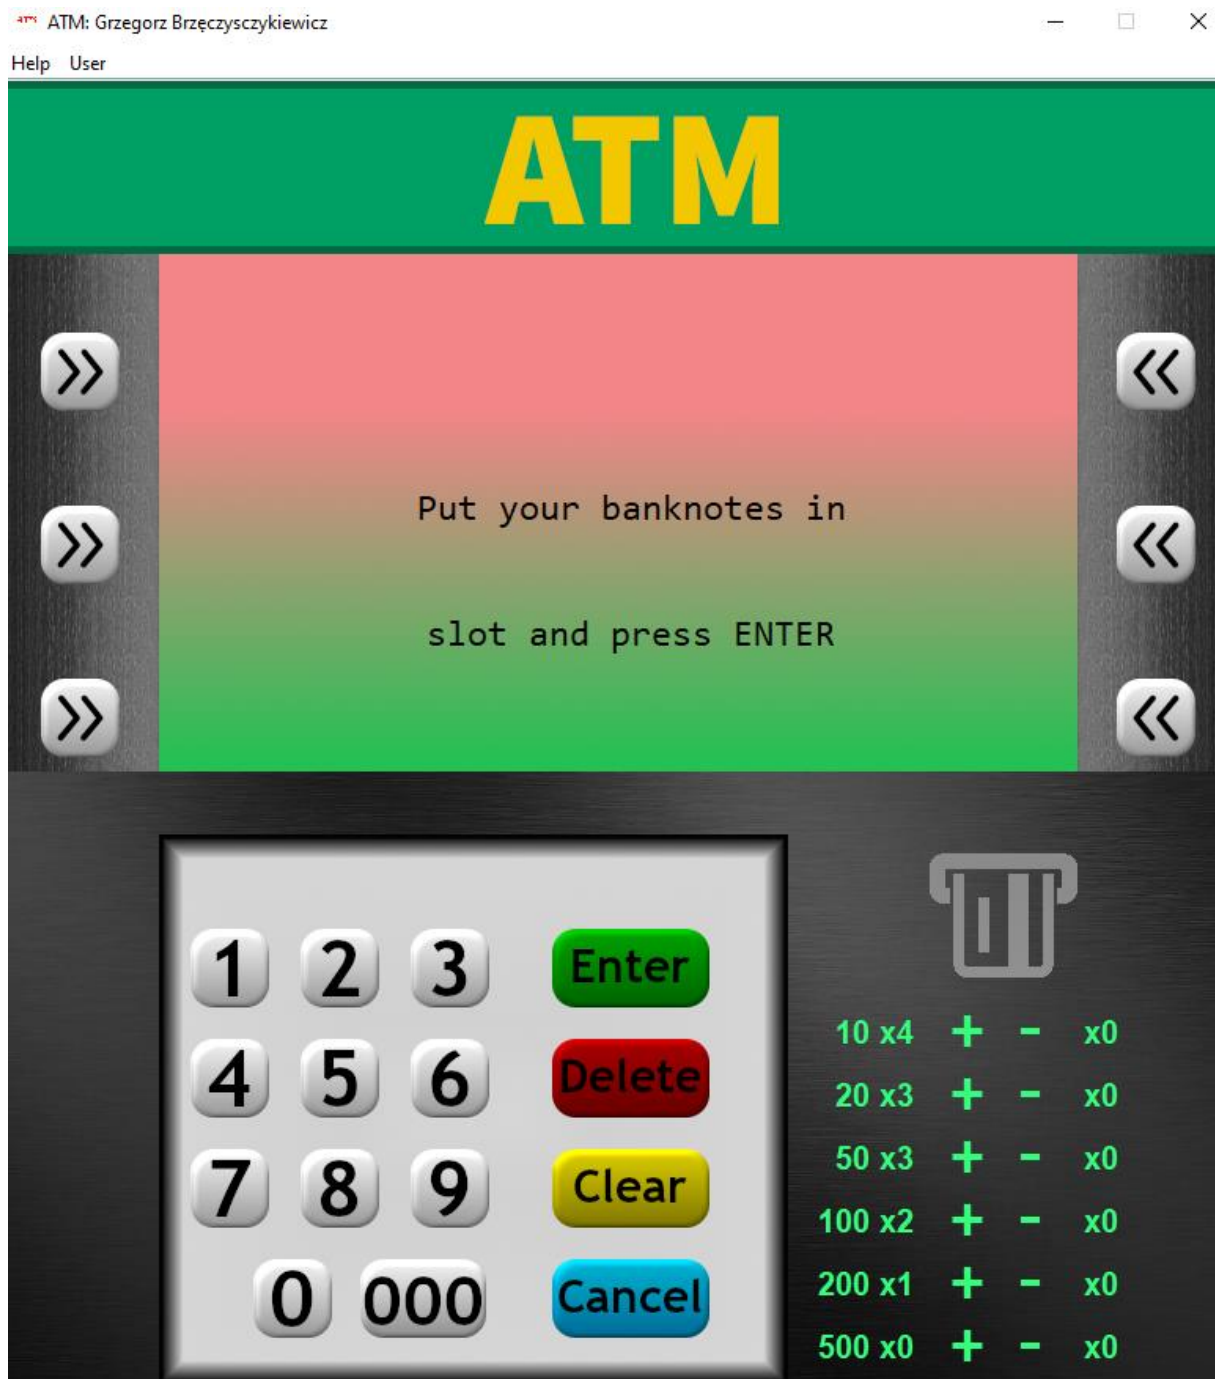 ATM: Grzegorz Brzęczysczykiewicz
Help User
ATM
>> <<
Put your banknotes in
>> <<
slot and press ENTER
>> <<
1 2 3 Enter
4 5 6 Delete
7 8 9 Clear
0 000 Cancel
10 x4 + - x0
20 x3 + - x0
50 x3 + - x0
100 x2 + - x0
200 x1 + - x0
500 x0 + - x0